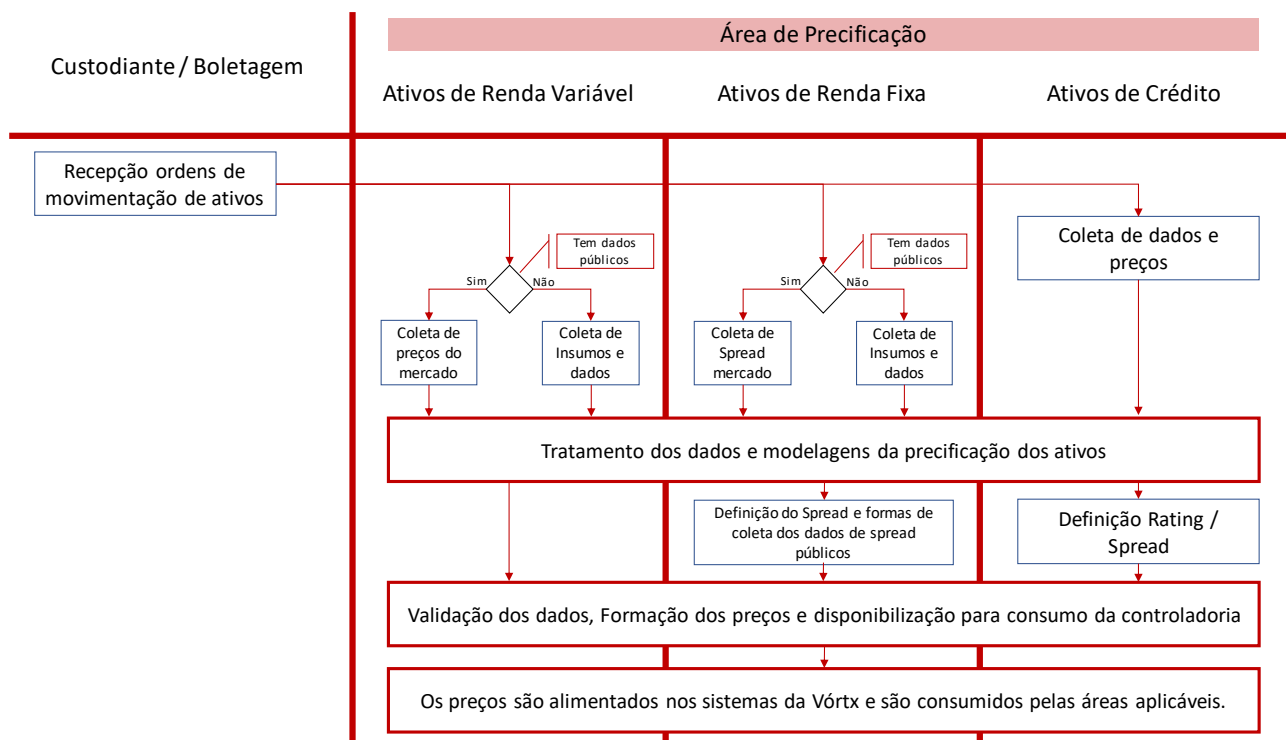 Área de Precificação
Custodiante / Boletagem
Ativos de Renda Variável
Ativos de Renda Fixa
Ativos de Crédito
Recepção ordens de
movimentação de ativos
Coleta de dados e
preços
Tem dados
públicos
Sim
Não
Tem dados
públicos
Sim
Não
Coleta de
preços do
mercado
Coleta de
Insumos e
dados
Coleta de
Spread
mercado
Coleta de
Insumos e
dados
Tratamento dos dados e modelagens da precificação dos ativos
Definição do Spread e formas de
coleta dos dados de spread
públicos
Definição Rating /
Spread
Validação dos dados, Formação dos preços e disponibilização para consumo da controladoria
Os preços são alimentados nos sistemas da Vórtx e são consumidos pelas áreas aplicáveis.